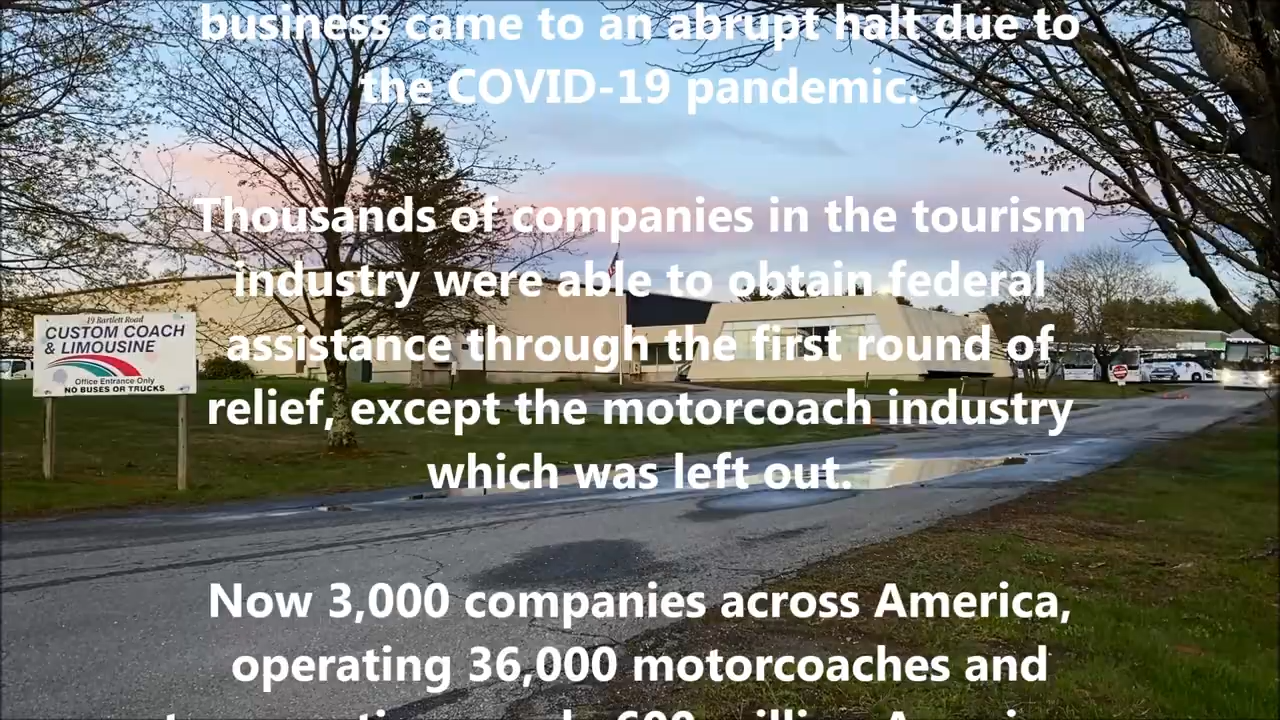 business came to an abrupt halt due to
the COVID-19 pandemic.
Thousands of companies in the tourism
industry were able to obtain federal
assistance through the first round of
relief, except the motorcoach industry
which was left out.
Now 3,000 companies across America,
operating 36,000 motorcoaches and
19 Bartlett Road
CUSTOM COACH
& LIMOUSINE
Office Entrance Only
NO BUSES OR TRUCKS